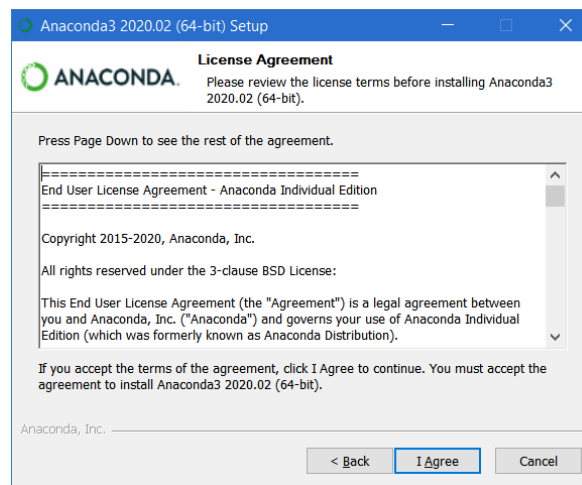 Anaconda3 2020.02 (64-bit) Setup
ANACONDA.
License Agreement
Please review the license terms before installing Anaconda3
2020.02 (64-bit).
Press Page Down to see the rest of the agreement.
===================================
End User License Agreement - Anaconda Individual Edition
===================================
Copyright 2015-2020, Anaconda, Inc.
All rights reserved under the 3-clause BSD License:
This End User License Agreement (the "Agreement") is a legal agreement between
you and Anaconda, Inc. ("Anaconda") and governs your use of Anaconda Individual
Edition (which was formerly known as Anaconda Distribution).
If you accept the terms of the agreement, click I Agree to continue. You must accept the
agreement to install Anaconda3 2020.02 (64-bit).
Anaconda, Inc.
< Back
I Agree
Cancel